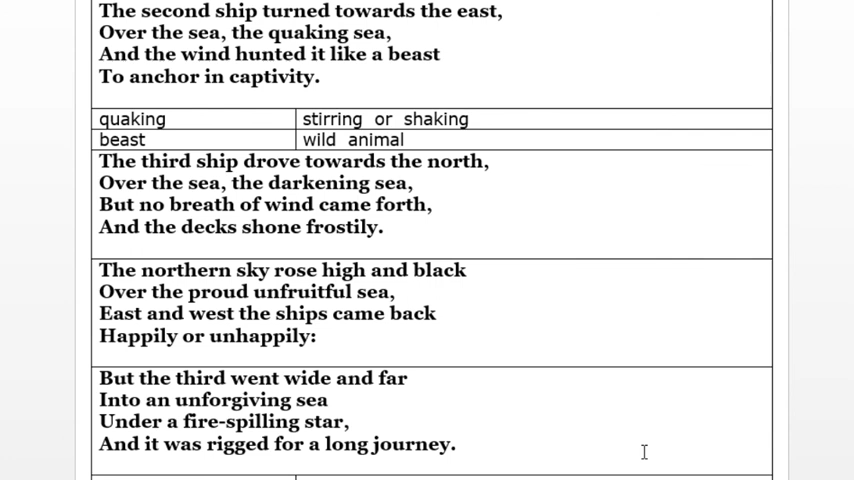 The second ship turned towards the east,
Over the sea, the quaking sea,
And the wind hunted it like a beast
To anchor in captivity.
quaking stirring or shaking
beast wild animal
The third ship drove towards the north,
Over the sea, the darkening sea,
But no breath of wind came forth,
And the decks shone frostily.
The northern sky rose high and black
Over the proud unfruitful sea,
East and west the ships came back
Happily or unhappily:
But the third went wide and far
Into an unforgiving sea
Under a fire-spilling star,
And it was rigged for a long journey.